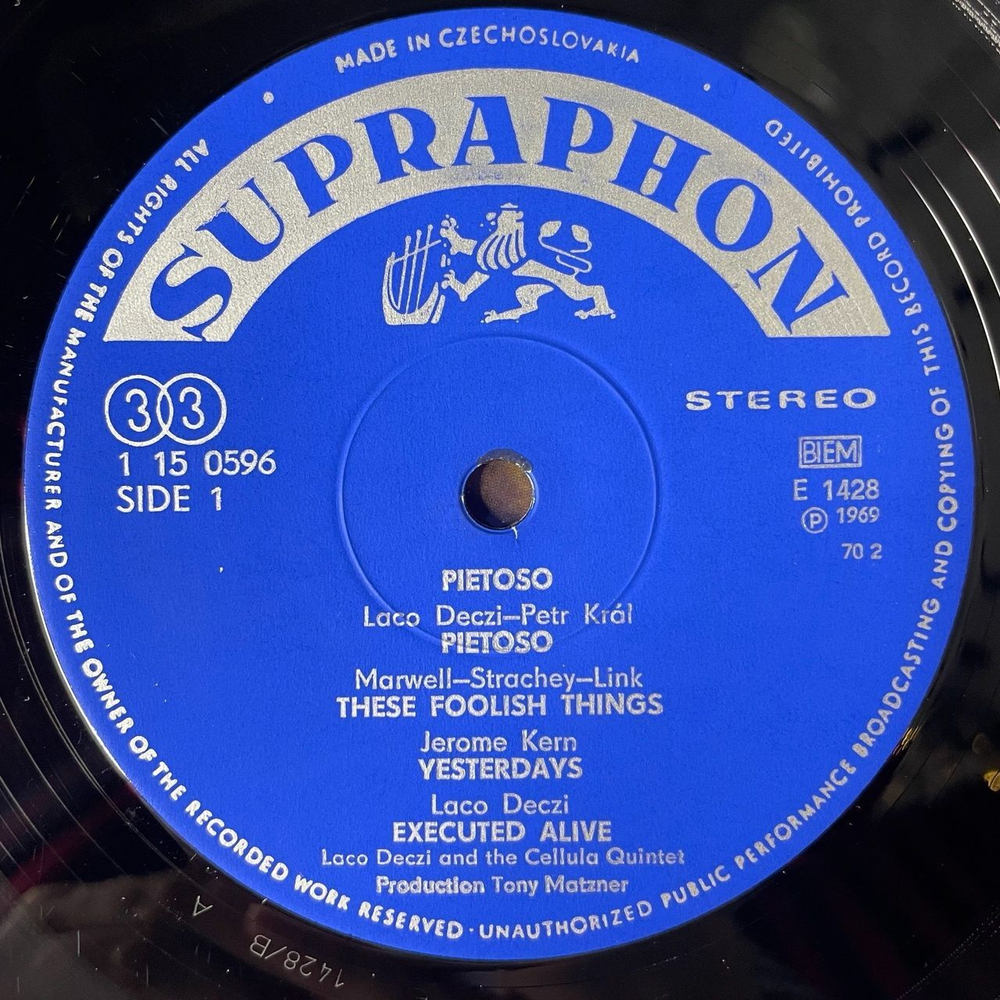 MADE IN CZECHOSLOVAKIA
SUPRAPHON
33
STEREO
1 15 0596
SIDE 1
BIEM
E 1428
Ⓟ 1969
70 2
PIETOSO
Laco Deczi–Petr Král
PIETOSO
Marwell–Strachey–Link
THESE FOOLISH THINGS
Jerome Kern
YESTERDAYS
Laco Deczi
EXECUTED ALIVE
Laco Deczi and the Cellula Quintet
Production Tony Matzner
ALL RIGHTS OF THE MANUFACTURER AND OF THE OWNER OF THE RECORDED WORK RESERVED · UNAUTHORIZED PUBLIC PERFORMANCE BROADCASTING AND COPYING OF THIS RECORD PROHIBITED
A
1428/B